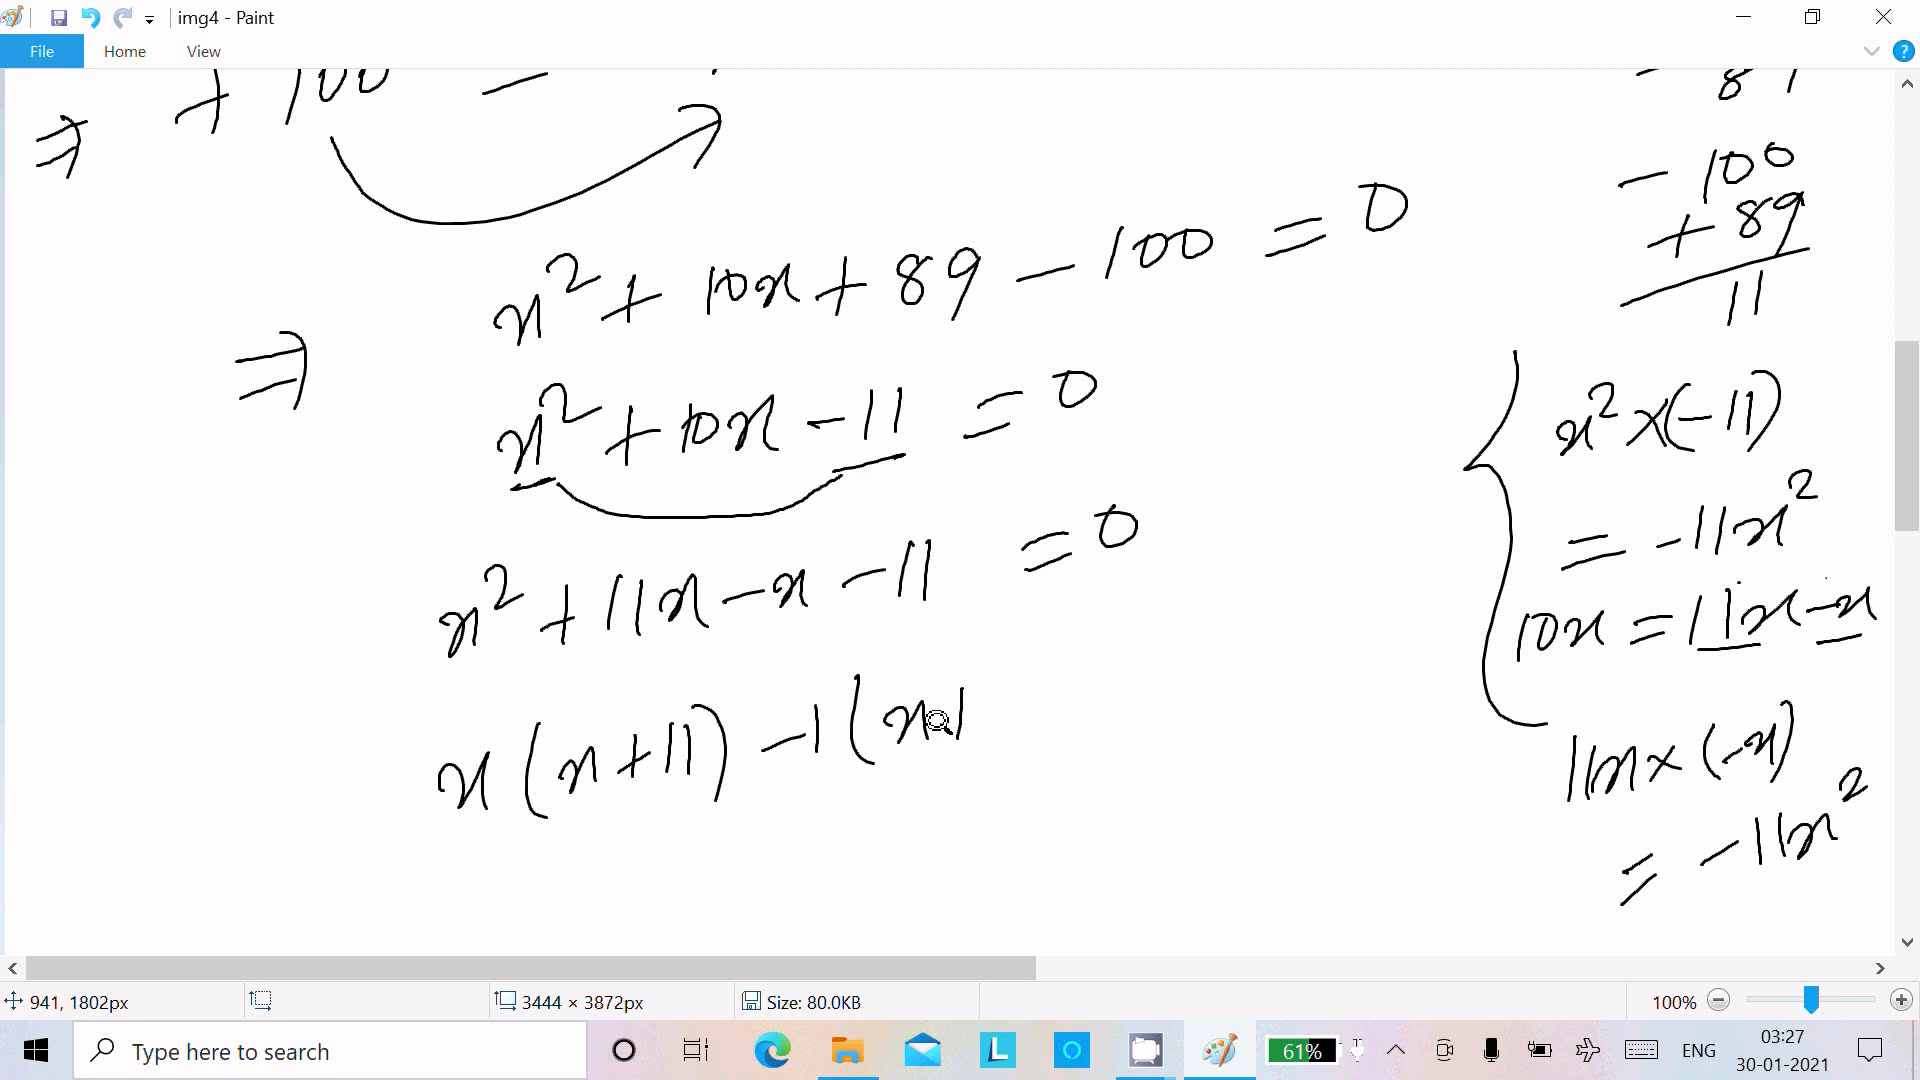 img4 - Paint
File Home View
⇒ + 100 =
x² + 10x + 89 - 100 = 0
⇒ x² + 10x - 11 = 0
x² + 11x - x - 11 = 0
x (x+11) - 1 (x
- 89
- 100
+ 89
11
x² × (-11)
= -11x²
10x = 11x - x
11x × (-x)
= -11x²
941, 1802px
3444 × 3872px
Size: 80.0KB
100%
Type here to search
61%
ENG
03:27
30-01-2021